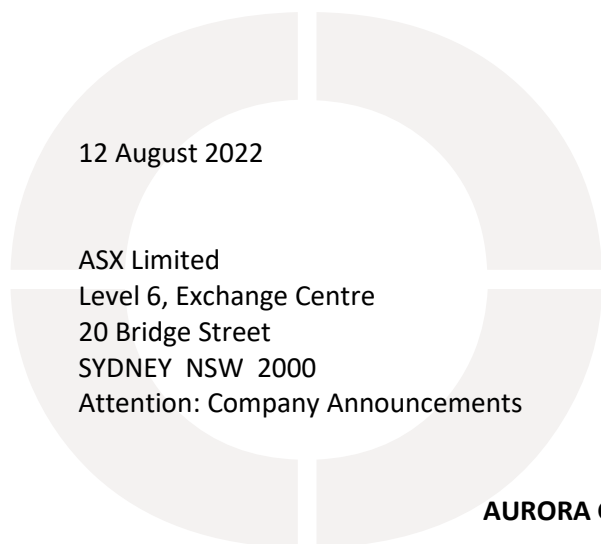 12 August 2022
ASX Limited
Level 6, Exchange Centre
20 Bridge Street
SYDNEY NSW 2000
Attention: Company Announcements
AURORA